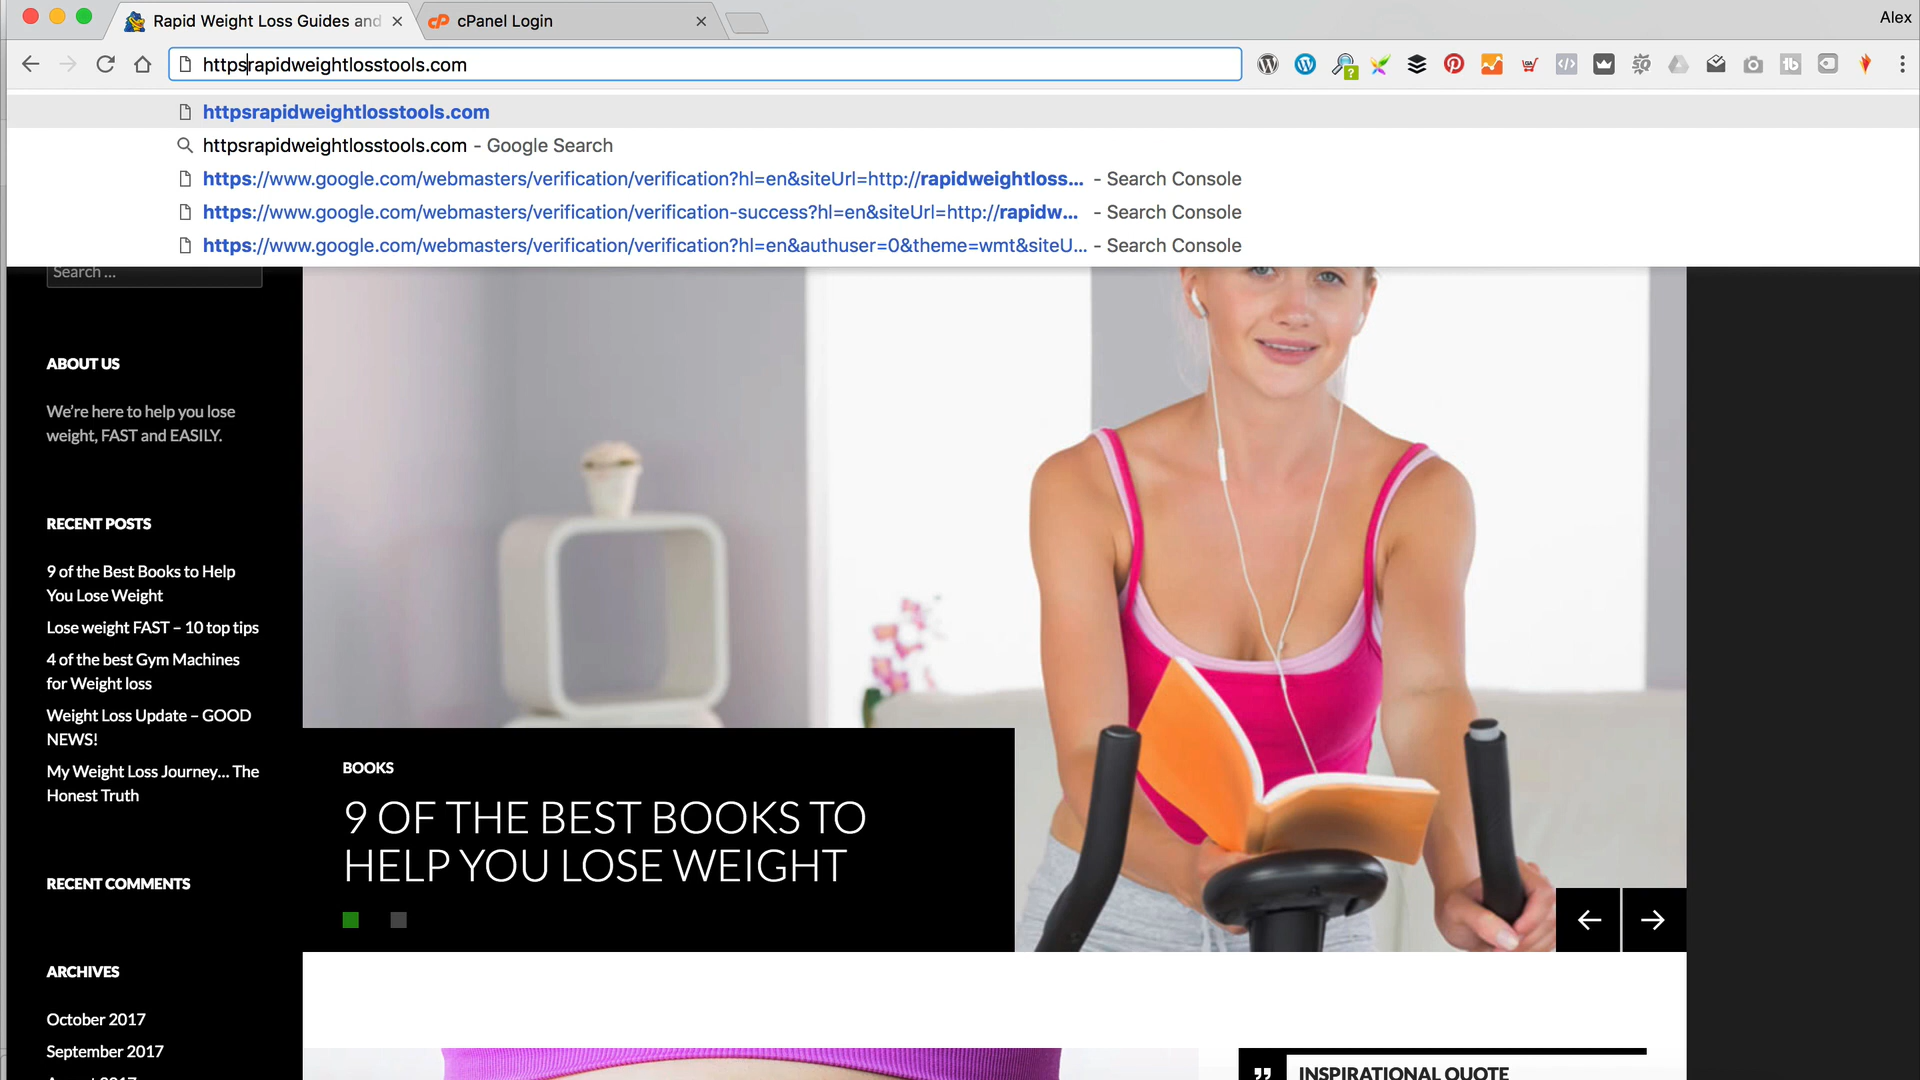 Rapid Weight Loss Guides and
cPanel Login
Alex
httpsrapidweightlosstools.com
httpsrapidweightlosstools.com
httpsrapidweightlosstools.com - Google Search
https://www.google.com/webmasters/verification/verification?hl=en&siteUrl=http://rapidweightloss... - Search Console
https://www.google.com/webmasters/verification/verification-success?hl=en&siteUrl=http://rapidw... - Search Console
https://www.google.com/webmasters/verification/verification?hl=en&authuser=0&theme=wmt&siteU... - Search Console
Search ...
ABOUT US
We're here to help you lose
weight, FAST and EASILY.
RECENT POSTS
9 of the Best Books to Help
You Lose Weight
Lose weight FAST – 10 top tips
4 of the best Gym Machines
for Weight loss
Weight Loss Update – GOOD
NEWS!
My Weight Loss Journey... The
Honest Truth
RECENT COMMENTS
ARCHIVES
October 2017
September 2017
BOOKS
9 OF THE BEST BOOKS TO
HELP YOU LOSE WEIGHT
INSPIRATIONAL QUOTE